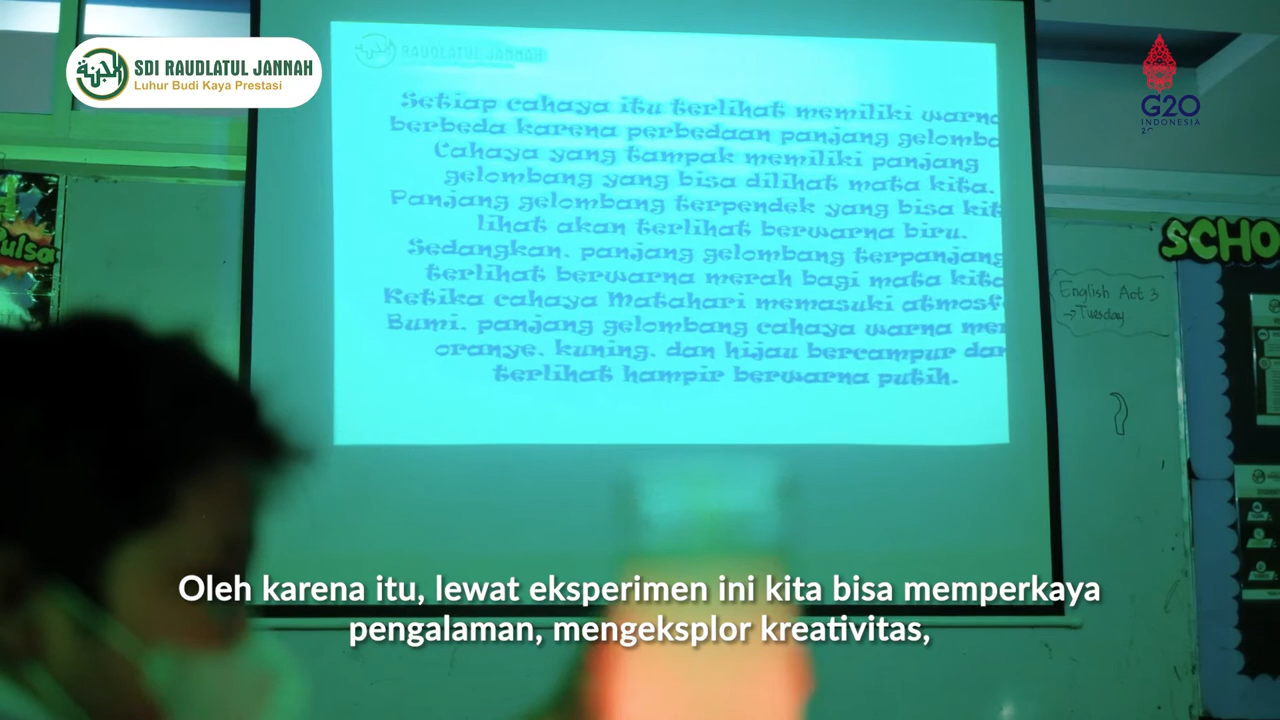 SDI RAUDLATUL JANNAH
Luhur Budi Kaya Prestasi
G20
INDONESIA
RAUDLATUL JANNAH
Setiap cahaya itu terlihat memiliki warna
berbeda karena perbedaan panjang gelomba
Cahaya yang tampak memiliki panjang
gelombang yang bisa dilihat mata kita.
Panjang gelombang terpendek yang bisa kit
lihat akan terlihat berwarna biru.
Sedangkan, panjang gelombang terpanjang
terlihat berwarna merah bagi mata kita
Ketika cahaya Matahari memasuki atmosf
Bumi, panjang gelombang cahaya warna mer
oranye, kuning, dan hijau bercampur dan
terlihat hampir berwarna putih.
ulsa
SCHO
English Act 3
→Tuesday
Oleh karena itu, lewat eksperimen ini kita bisa memperkaya
pengalaman, mengeksplor kreativitas,